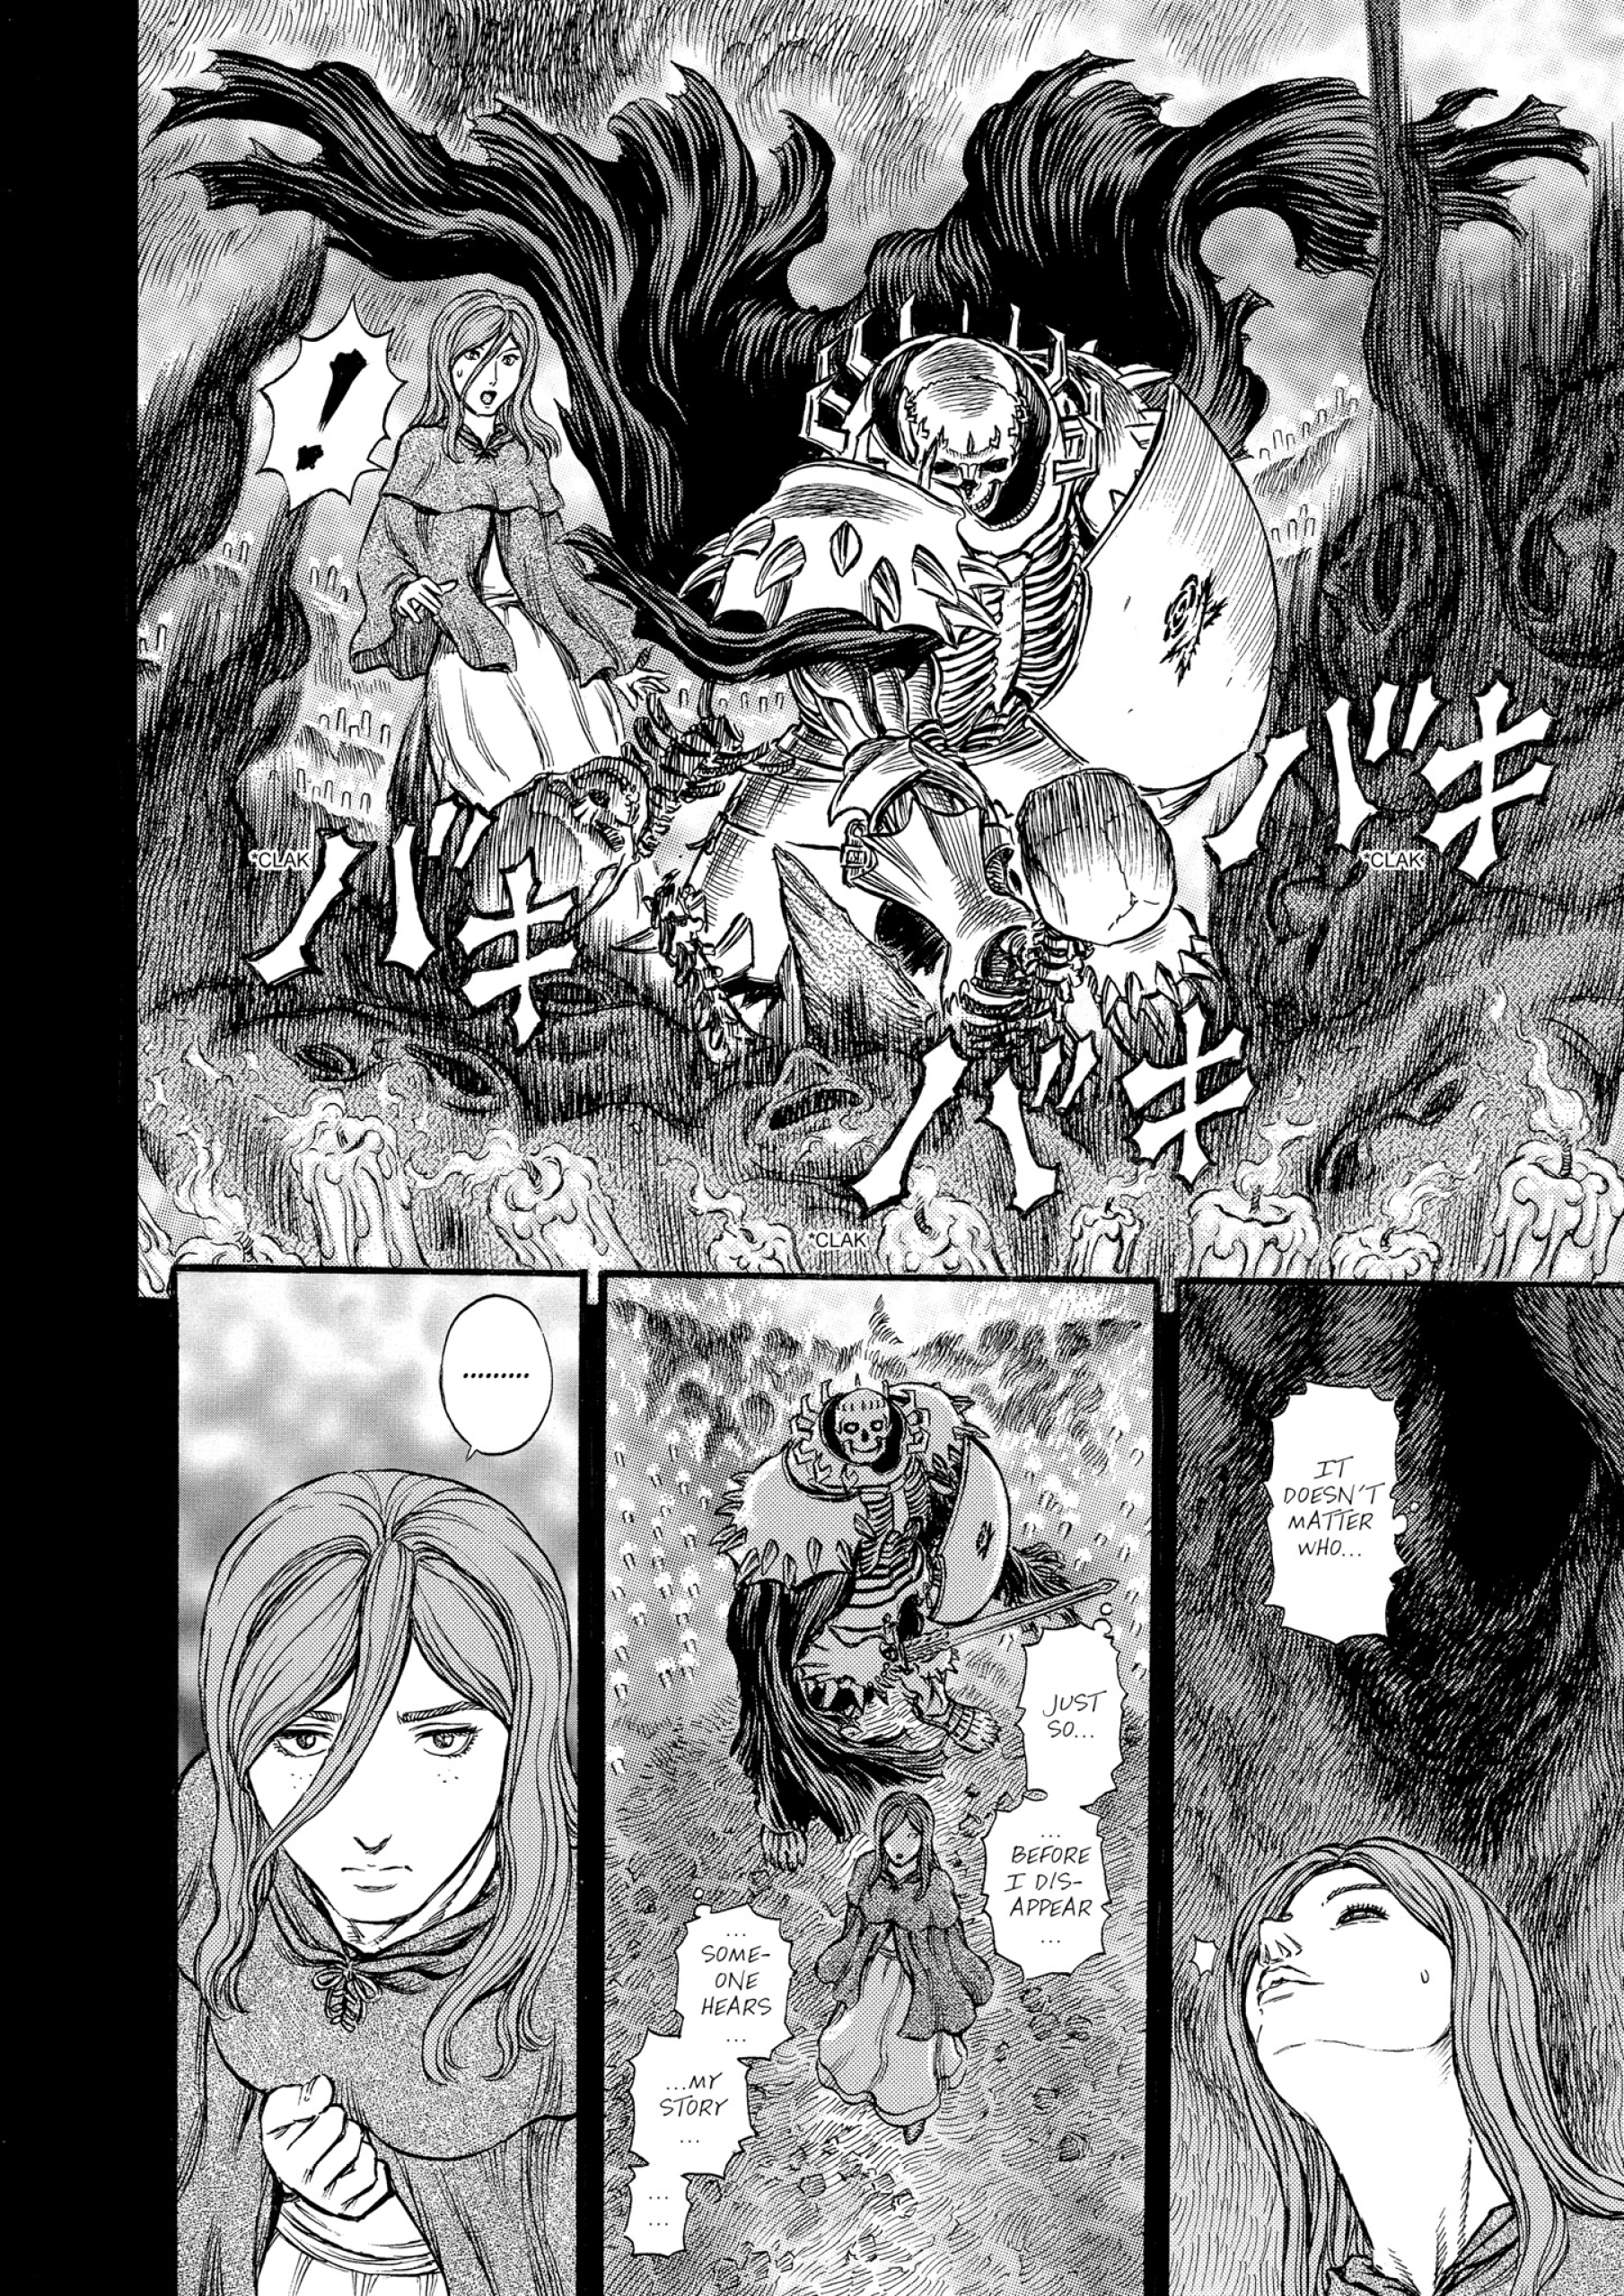 !
バキ
*CLAK
バキ
*CLAK
バキ
*CLAK
IT
DOESN'T
MATTER
WHO...
JUST
SO...
...
BEFORE
I DIS-
APPEAR
...
...
SOME-
ONE
HEARS
...
...MY
STORY
...
...
...
.........